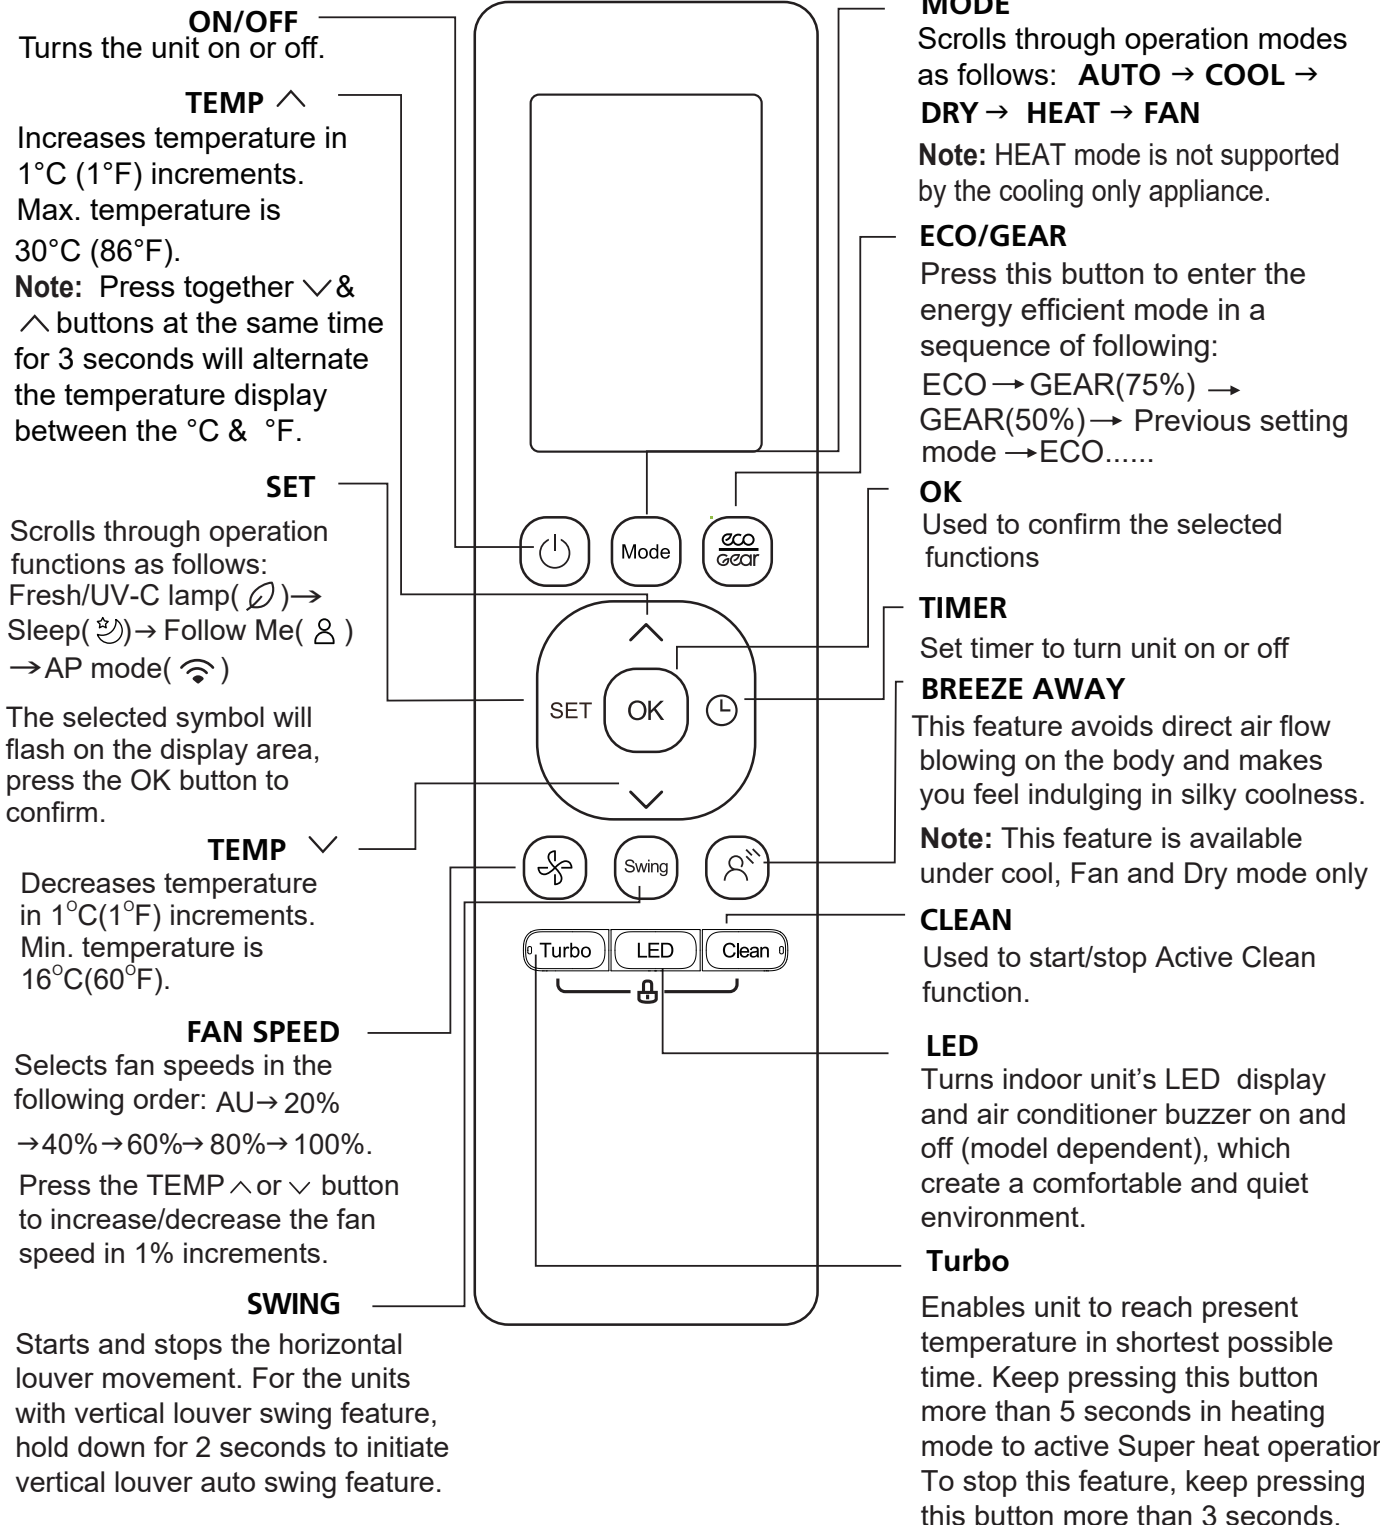 ON/OFF
Turns the unit on or off.
TEMP
Increases temperature in
1°C (1°F) increments.
Max. temperature is
30°C (86°F).
Note: Press together &
buttons at the same time
for 3 seconds will alternate
the temperature display
between the °C & °F.
SET
Scrolls through operation
functions as follows:
Fresh/UV-C lamp( )→
Sleep( )→ Follow Me( )
→AP mode( )
The selected symbol will
flash on the display area,
press the OK button to
confirm.
TEMP
Decreases temperature
in 1°C(1°F) increments.
Min. temperature is
16°C(60°F).
FAN SPEED
Selects fan speeds in the
following order: AU→20%
→40%→60%→80%→100%.
Press the TEMP or button
to increase/decrease the fan
speed in 1% increments.
SWING
Starts and stops the horizontal
louver movement. For the units
with vertical louver swing feature,
hold down for 2 seconds to initiate
vertical louver auto swing feature.
Mode
eco
Gear
SET
OK
Swing
Turbo
LED
Clean
MODE
Scrolls through operation modes
as follows: AUTO → COOL →
DRY → HEAT → FAN
Note: HEAT mode is not supported
by the cooling only appliance.
ECO/GEAR
Press this button to enter the
energy efficient mode in a
sequence of following:
ECO→GEAR(75%) →
GEAR(50%)→ Previous setting
mode →ECO......
OK
Used to confirm the selected
functions
TIMER
Set timer to turn unit on or off
BREEZE AWAY
This feature avoids direct air flow
blowing on the body and makes
you feel indulging in silky coolness.
Note: This feature is available
under cool, Fan and Dry mode only
CLEAN
Used to start/stop Active Clean
function.
LED
Turns indoor unit’s LED display
and air conditioner buzzer on and
off (model dependent), which
create a comfortable and quiet
environment.
Turbo
Enables unit to reach present
temperature in shortest possible
time. Keep pressing this button
more than 5 seconds in heating
mode to active Super heat operation
To stop this feature, keep pressing
this button more than 3 seconds.